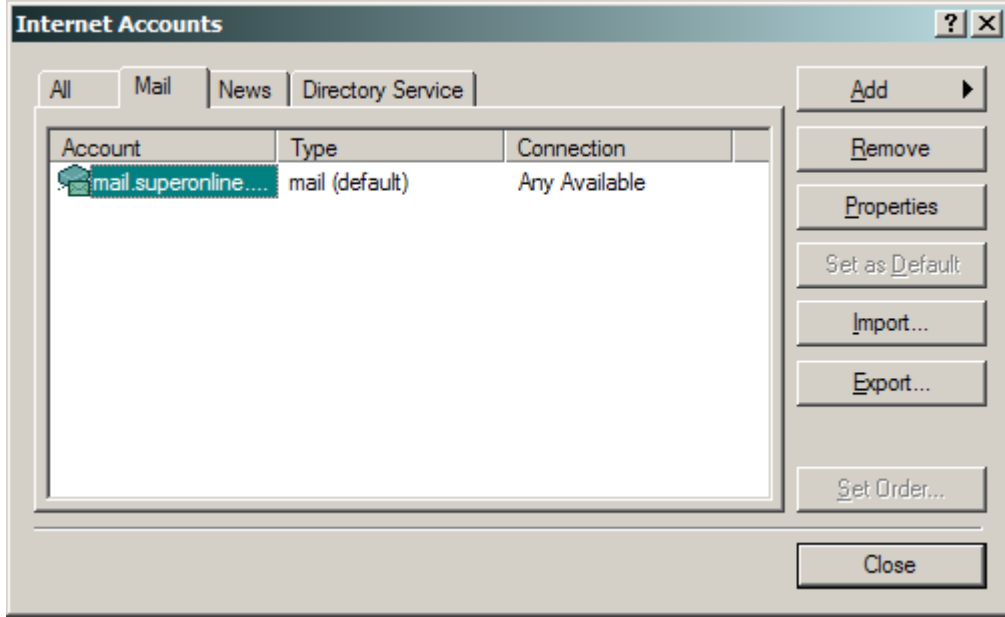 Internet Accounts
All Mail News Directory Service
Add
Account Type Connection
Remove
mail.superonline.... mail (default) Any Available
Properties
Set as Default
Import...
Export...
Set Order...
Close